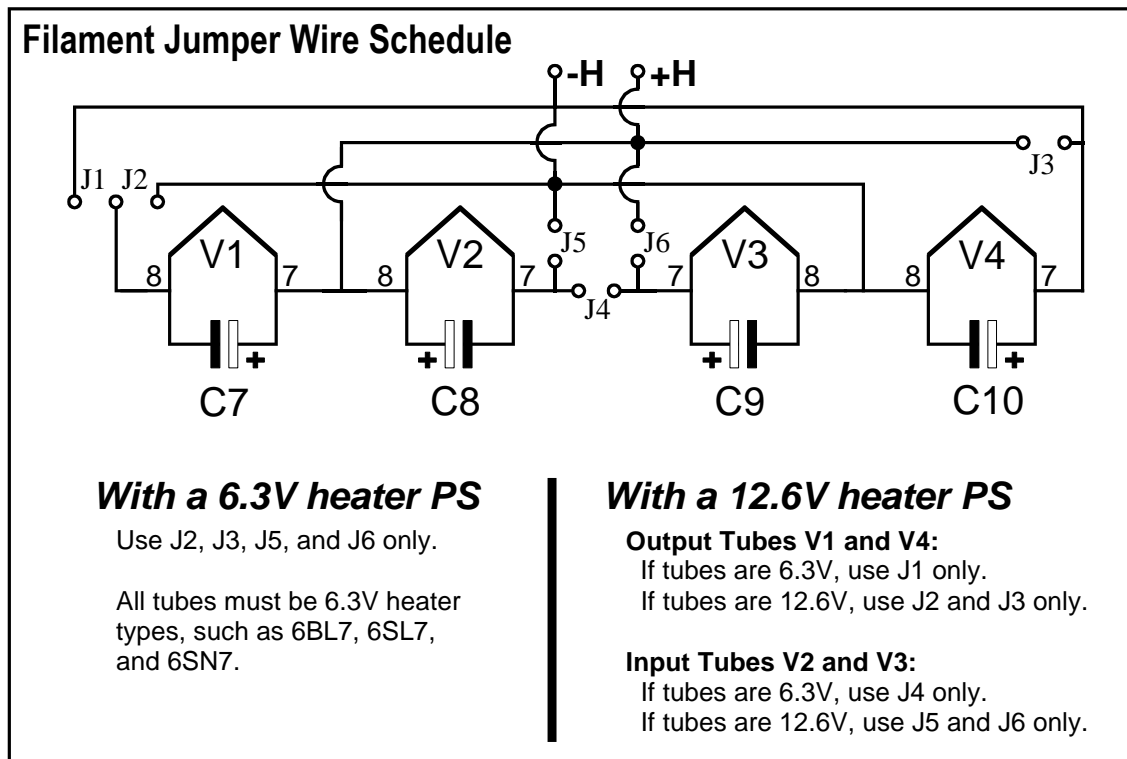 Filament Jumper Wire Schedule
-H +H
J1 J2 J3
V1 V2 J5 J6 V3 V4
8 7 8 7 J4 7 8 8 7
+ + + +
C7 C8 C9 C10
With a 6.3V heater PS
Use J2, J3, J5, and J6 only.
All tubes must be 6.3V heater
types, such as 6BL7, 6SL7,
and 6SN7.
With a 12.6V heater PS
Output Tubes V1 and V4:
If tubes are 6.3V, use J1 only.
If tubes are 12.6V, use J2 and J3 only.
Input Tubes V2 and V3:
If tubes are 6.3V, use J4 only.
If tubes are 12.6V, use J5 and J6 only.